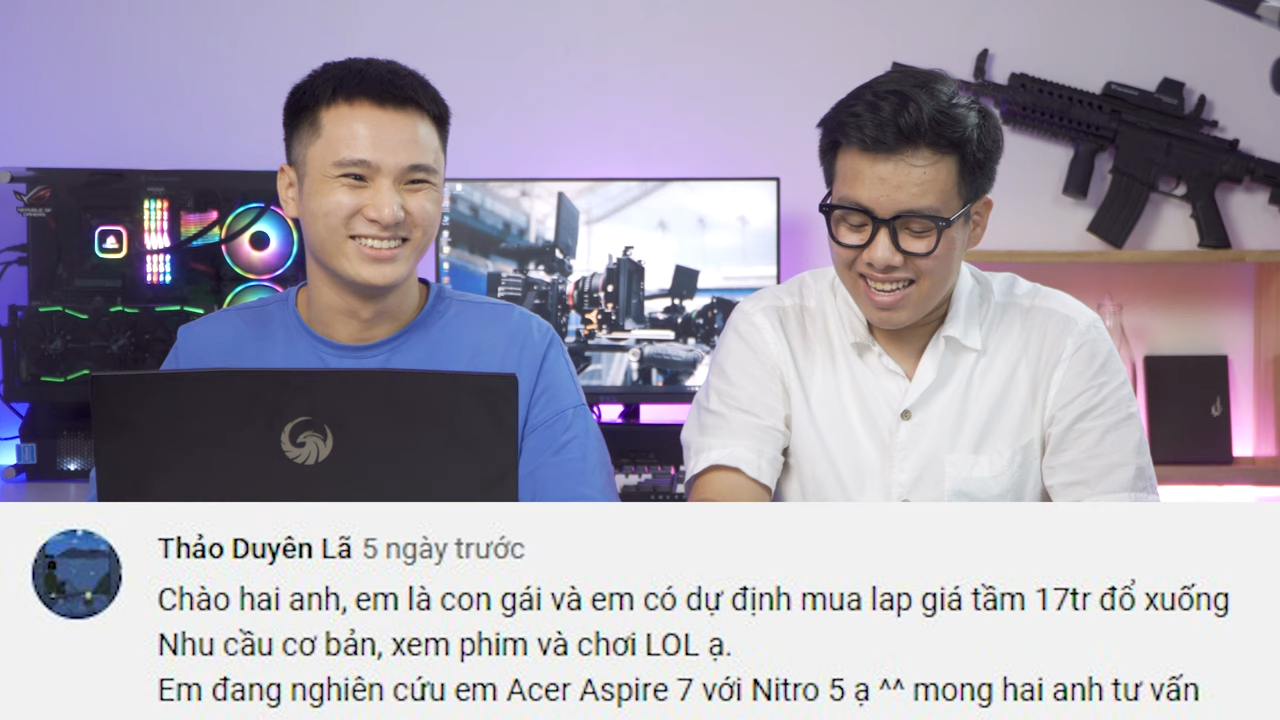 Thảo Duyên Lã 5 ngày trước
Chào hai anh, em là con gái và em có dự định mua lap giá tầm 17tr đổ xuống
Nhu cầu cơ bản, xem phim và chơi LOL ạ.
Em đang nghiên cứu em Acer Aspire 7 với Nitro 5 ạ ^^ mong hai anh tư vấn